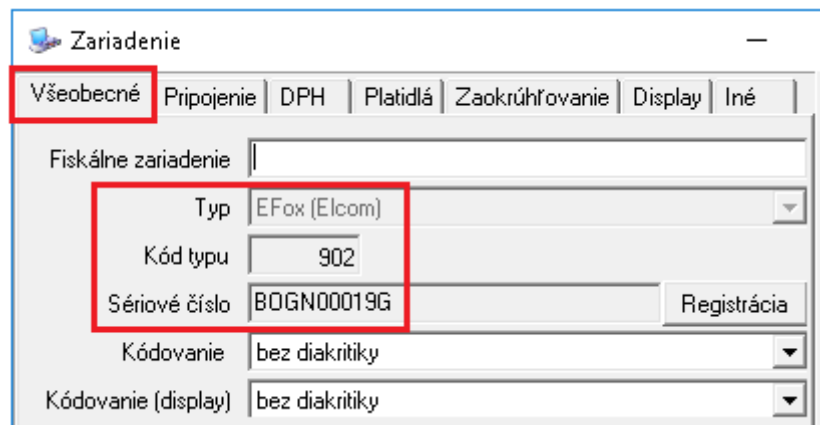 Zariadenie
Všeobecné Pripojenie DPH Platidlá Zaokrúhľovanie Display Iné
Fiskálne zariadenie
Typ EFox (Elcom)
Kód typu 902
Sériové číslo BOGN00019G Registrácia
Kódovanie bez diakritiky
Kódovanie (display) bez diakritiky